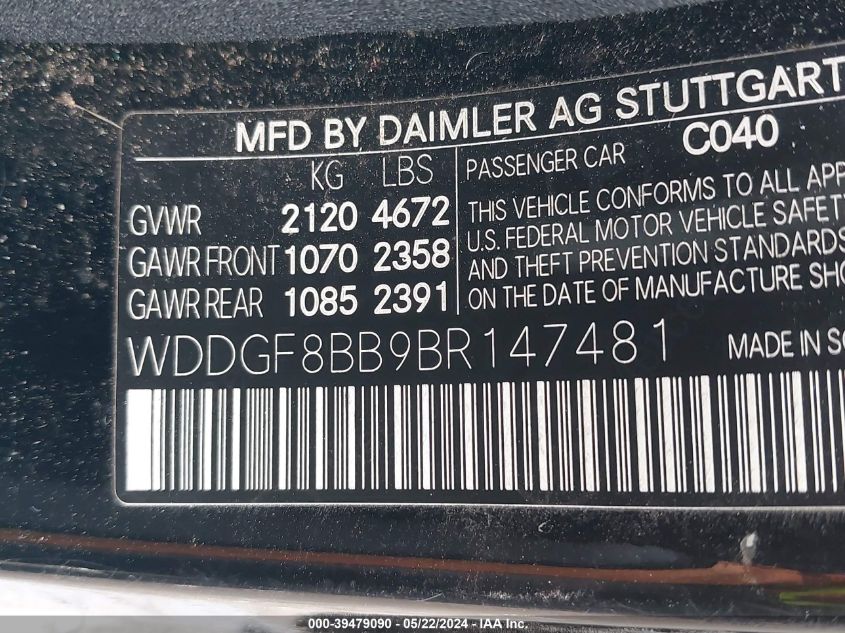 MFD BY DAIMLER AG STUTTGART
C040
KG LBS
GVWR 2120 4672
GAWR FRONT 1070 2358
GAWR REAR 1085 2391
PASSENGER CAR
THIS VEHICLE CONFORMS TO ALL APP
U.S. FEDERAL MOTOR VEHICLE SAFET
AND THEFT PREVENTION STANDARDS
ON THE DATE OF MANUFACTURE SHO
WDDGF8BB9BR147481 MADE IN SO
000-39479090 - 05/22/2024 - IAA, Inc.